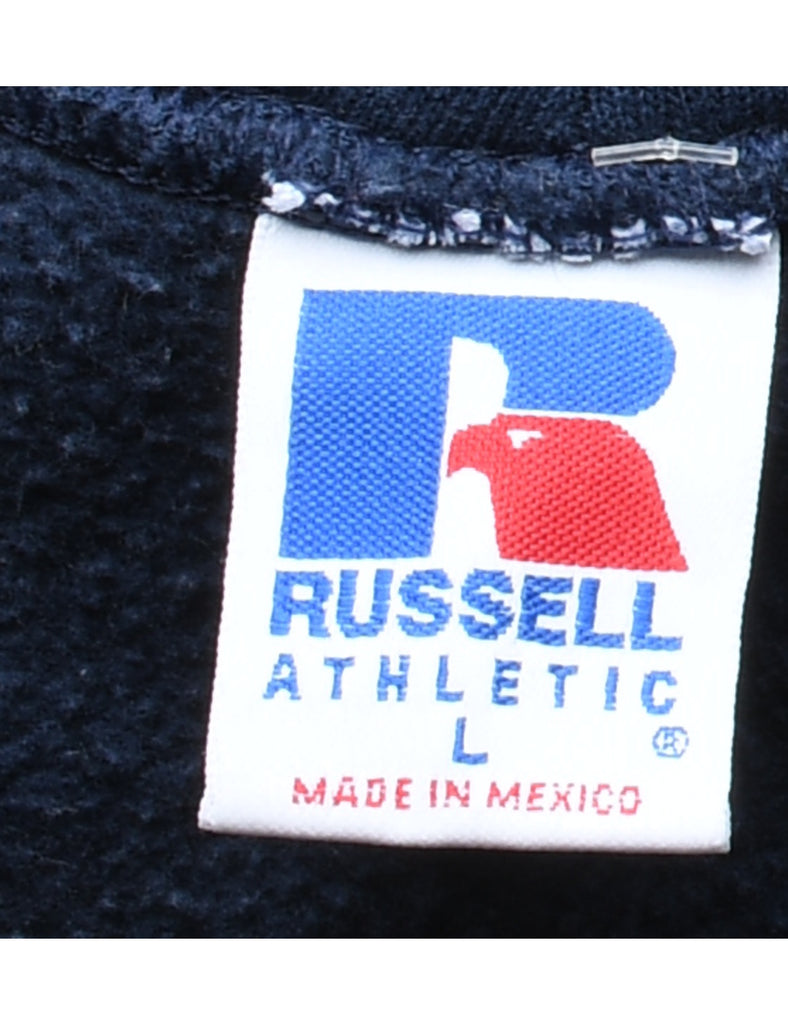 RUSSELL
ATHLETIC
L ®
MADE IN MEXICO